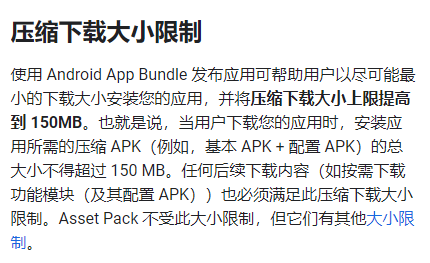 压缩下载大小限制
使用 Android App Bundle 发布应用可帮助用户以尽可能最
小的下载大小安装您的应用，并将压缩下载大小上限提高
到 150MB。也就是说，当用户下载您的应用时，安装应
用所需的压缩 APK（例如，基本 APK + 配置 APK）的总
大小不得超过 150 MB。任何后续下载内容（如按需下载
功能模块（及其配置 APK））也必须满足此压缩下载大小
限制。Asset Pack 不受此大小限制，但它们有其他大小限
制。